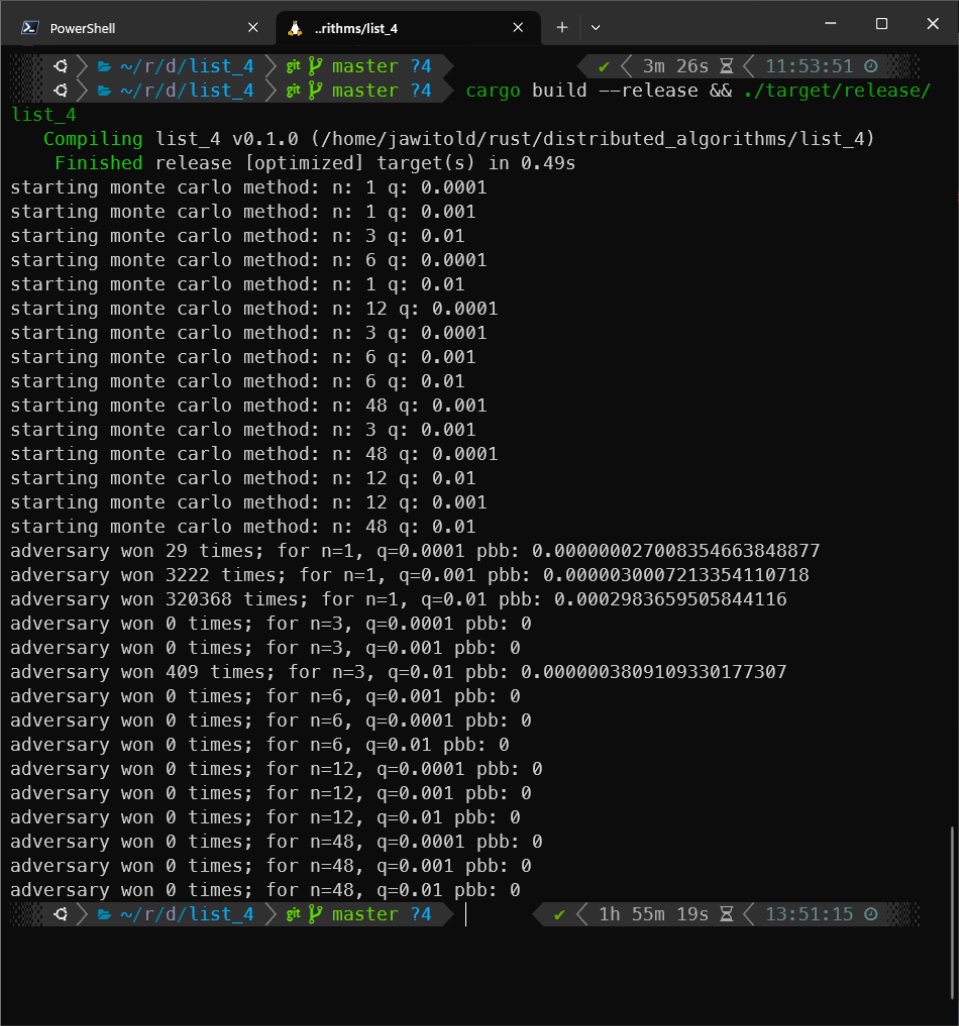 PowerShell
..rithms/list_4
~/r/d/list_4 git master ?4 ✔ 3m 26s 11:53:51
~/r/d/list_4 git master ?4 cargo build --release && ./target/release/
list_4
Compiling list_4 v0.1.0 (/home/jawitold/rust/distributed_algorithms/list_4)
Finished release [optimized] target(s) in 0.49s
starting monte carlo method: n: 1 q: 0.0001
starting monte carlo method: n: 1 q: 0.001
starting monte carlo method: n: 3 q: 0.01
starting monte carlo method: n: 6 q: 0.0001
starting monte carlo method: n: 1 q: 0.01
starting monte carlo method: n: 12 q: 0.0001
starting monte carlo method: n: 3 q: 0.0001
starting monte carlo method: n: 6 q: 0.001
starting monte carlo method: n: 6 q: 0.01
starting monte carlo method: n: 48 q: 0.001
starting monte carlo method: n: 3 q: 0.001
starting monte carlo method: n: 48 q: 0.0001
starting monte carlo method: n: 12 q: 0.01
starting monte carlo method: n: 12 q: 0.001
starting monte carlo method: n: 48 q: 0.01
adversary won 29 times; for n=1, q=0.0001 pbb: 0.000000027008354663848877
adversary won 3222 times; for n=1, q=0.001 pbb: 0.0000030007213354110718
adversary won 320368 times; for n=1, q=0.01 pbb: 0.0002983659505844116
adversary won 0 times; for n=3, q=0.0001 pbb: 0
adversary won 0 times; for n=3, q=0.001 pbb: 0
adversary won 409 times; for n=3, q=0.01 pbb: 0.0000003809109330177307
adversary won 0 times; for n=6, q=0.001 pbb: 0
adversary won 0 times; for n=6, q=0.0001 pbb: 0
adversary won 0 times; for n=6, q=0.01 pbb: 0
adversary won 0 times; for n=12, q=0.0001 pbb: 0
adversary won 0 times; for n=12, q=0.001 pbb: 0
adversary won 0 times; for n=12, q=0.01 pbb: 0
adversary won 0 times; for n=48, q=0.0001 pbb: 0
adversary won 0 times; for n=48, q=0.001 pbb: 0
adversary won 0 times; for n=48, q=0.01 pbb: 0
~/r/d/list_4 git master ?4 ✔ 1h 55m 19s 13:51:15